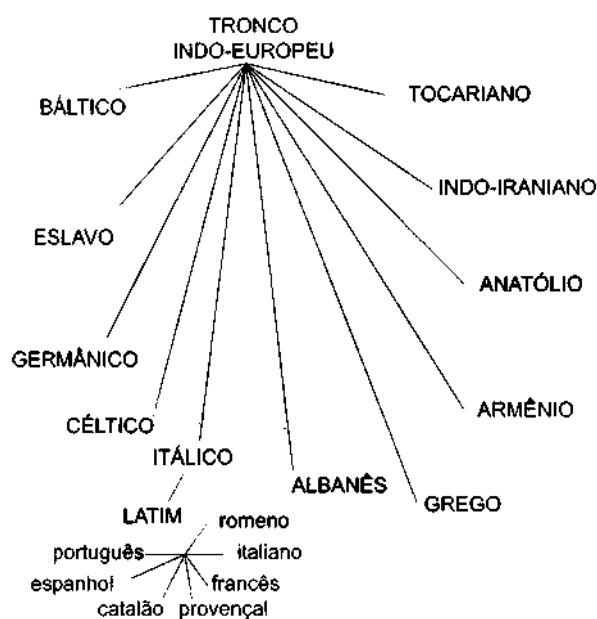 TRONCO
INDO-EUROPEU
BÁLTICO
TOCARIANO
INDO-IRANIANO
ESLAVO
ANATÓLIO
GERMÂNICO
ARMÊNIO
CÉLTICO
ITÁLICO
ALBANÊS
GREGO
LATIM
romeno
português
italiano
espanhol
francês
catalão
provençal